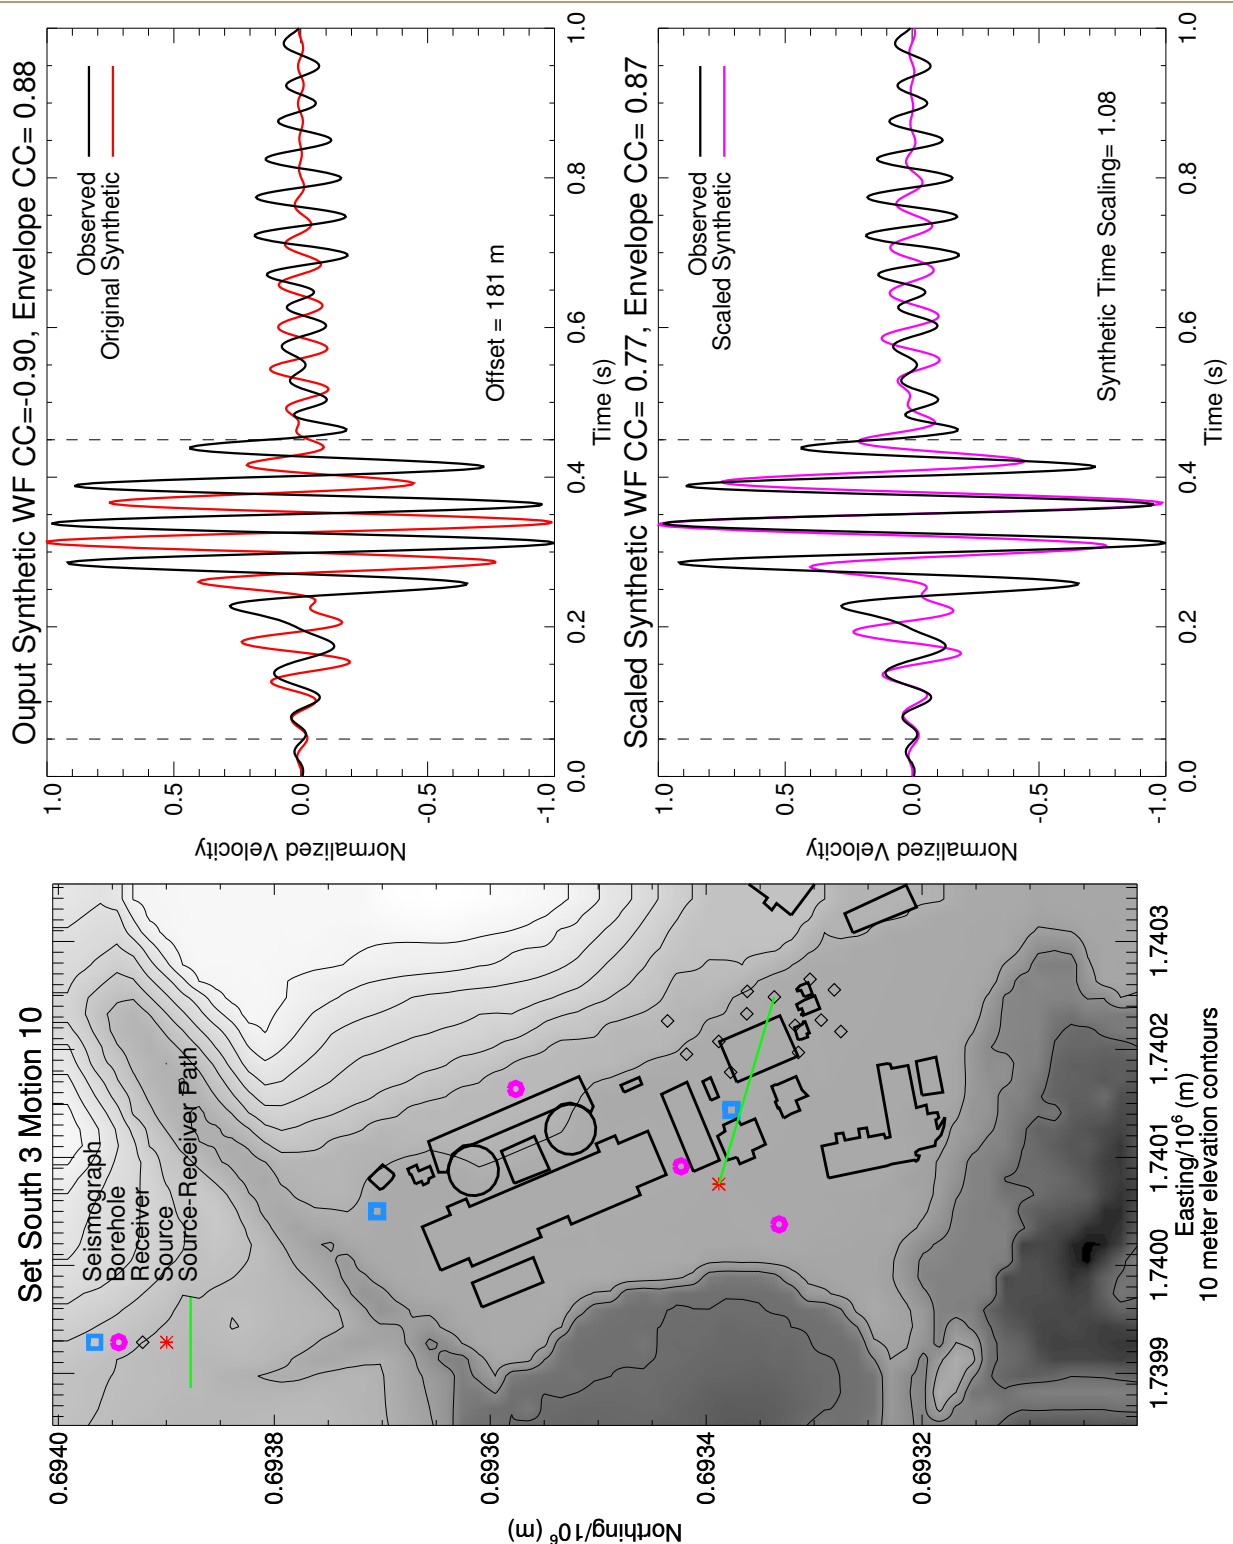 Set South 3 Motion 10
Seismograph
Borehole
Receiver
Source
Source-Receiver Path
0.6940
0.6938
0.6936
0.6934
0.6932
Northing/10⁶ (m)
1.7399
1.7400
1.7401
1.7402
1.7403
Easting/10⁶ (m)
10 meter elevation contours
Ouput Synthetic WF CC=-0.90, Envelope CC= 0.88
Observed
Original Synthetic
Offset = 181 m
1.0
0.5
0.0
-0.5
-1.0
Normalized Velocity
0.0
0.2
0.4
0.6
0.8
1.0
Time (s)
Scaled Synthetic WF CC= 0.77, Envelope CC= 0.87
Observed
Scaled Synthetic
Synthetic Time Scaling= 1.08
1.0
0.5
0.0
-0.5
-1.0
Normalized Velocity
0.0
0.2
0.4
0.6
0.8
1.0
Time (s)